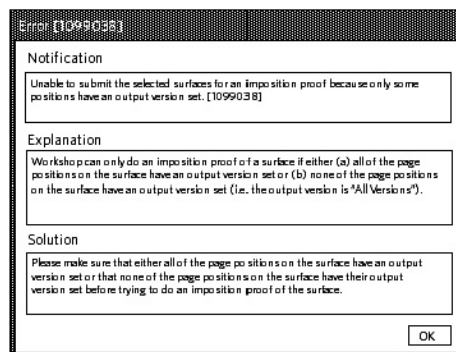 Error [1099038]
Notification
Unable to submit the selected surfaces for an imposition proof because only some
positions have an output version set. [1099038]
Explanation
Workshop can only do an imposition proof of a surface if either (a) all of the page
positions on the surface have an output version set or (b) none of the page positions
on the surface have an output version set (i.e. the output version is "All Versions").
Solution
Please make sure that either all of the page positions on the surface have an output
version set or that none of the page positions on the surface have their output
version set before trying to do an imposition proof of the surface.
OK